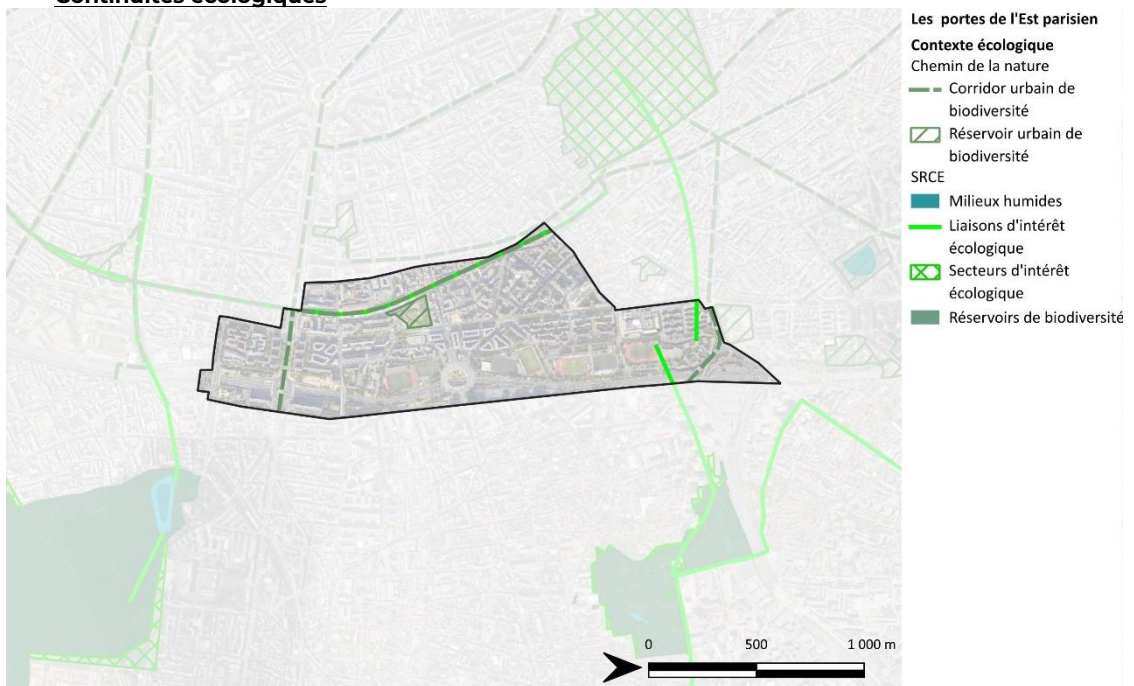 Continuités écologiques
Les portes de l'Est parisien
Contexte écologique
Chemin de la nature
Corridor urbain de
biodiversité
Réservoir urbain de
biodiversité
SRCE
Milieux humides
Liaisons d'intérêt
écologique
Secteurs d'intérêt
écologique
Réservoirs de biodiversité
0 500 1 000 m